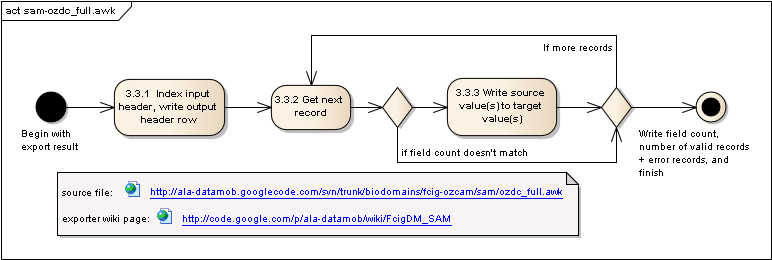 act sam-ozdc_full.awk
If more records
3.3.1  Index input
header, write output
header row
3.3.2 Get next
record
3.3.3 Write source
value(s)to target
value(s)
Begin with
export result
if field count doesn't match
Write field count,
number of valid records
+ error records, and
finish
source file: http://ala-datamob.googlecode.com/svn/trunk/biodomains/fcig-ozcam/sam/ozdc_full.awk
exporter wiki page: http://code.google.com/p/ala-datamob/wiki/FcigDM_SAM